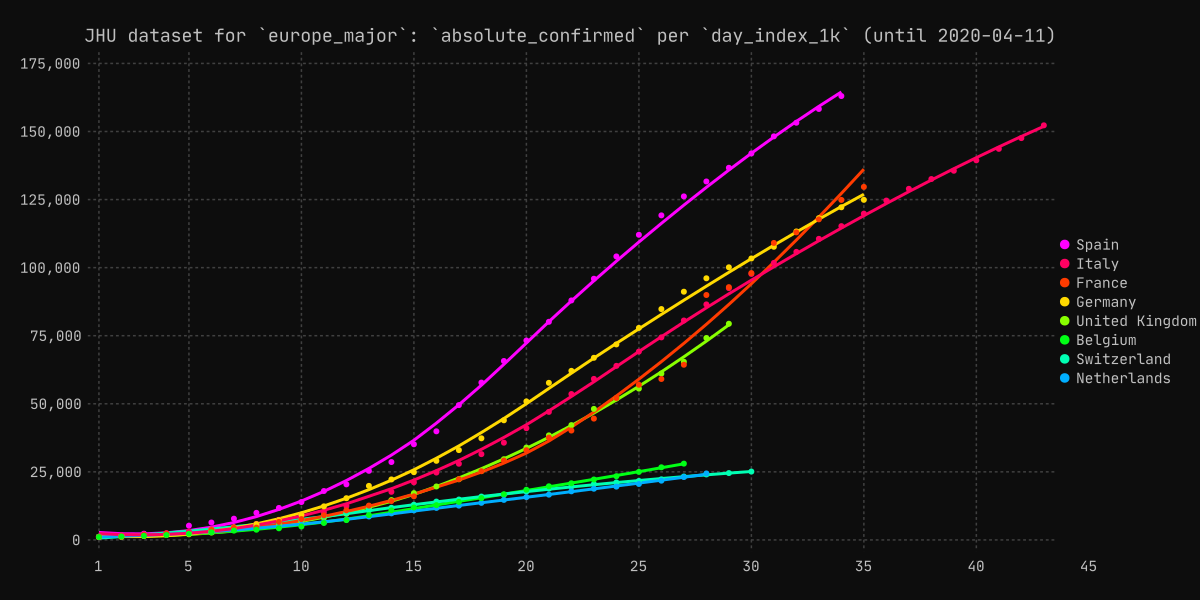 JHU dataset for `europe_major`: `absolute_confirmed` per `day_index_1k` (until 2020-04-11)
175,000
150,000
125,000
100,000
75,000
50,000
25,000
0
1 5 10 15 20 25 30 35 40 45
Spain
Italy
France
Germany
United Kingdom
Belgium
Switzerland
Netherlands